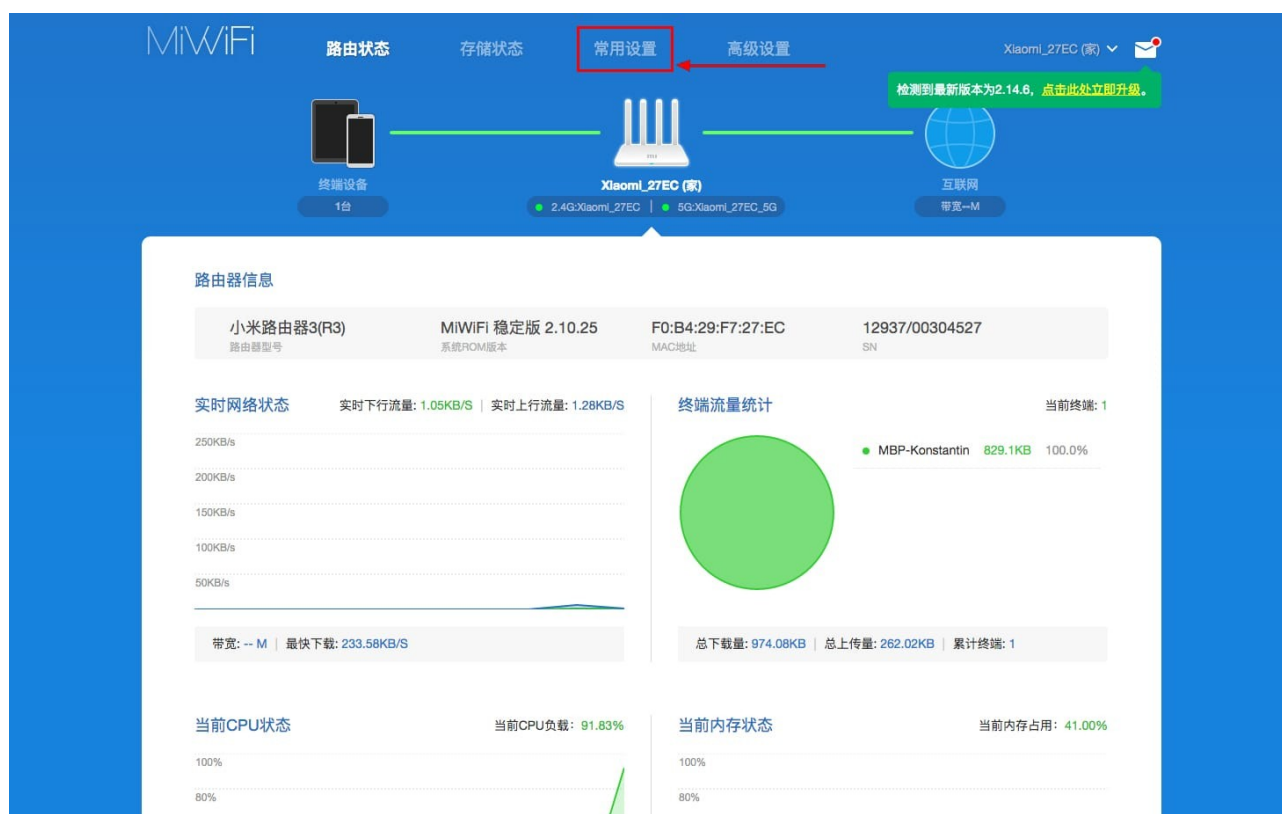 MiWiFi 路由状态 存储状态 常用设置 高级设置 Xiaomi_27EC (家)
检测到最新版本为2.14.6，点击此处立即升级。
终端设备 Xiaomi_27EC (家) 互联网
1台 2.4G:Xiaomi_27EC | 5G:Xiaomi_27EC_5G 带宽--M
路由器信息
小米路由器3(R3) MiWiFi 稳定版 2.10.25 F0:B4:29:F7:27:EC 12937/00304527
路由器型号 系统ROM版本 MAC地址 SN
实时网络状态 实时下行流量: 1.05KB/S | 实时上行流量: 1.28KB/S
250KB/s
200KB/s
150KB/s
100KB/s
50KB/s
带宽: -- M | 最快下载: 233.58KB/S
终端流量统计 当前终端: 1
MBP-Konstantin 829.1KB 100.0%
总下载量: 974.08KB | 总上传量: 262.02KB | 累计终端: 1
当前CPU状态 当前CPU负载: 91.83%
100%
80%
当前内存状态 当前内存占用: 41.00%
100%
80%